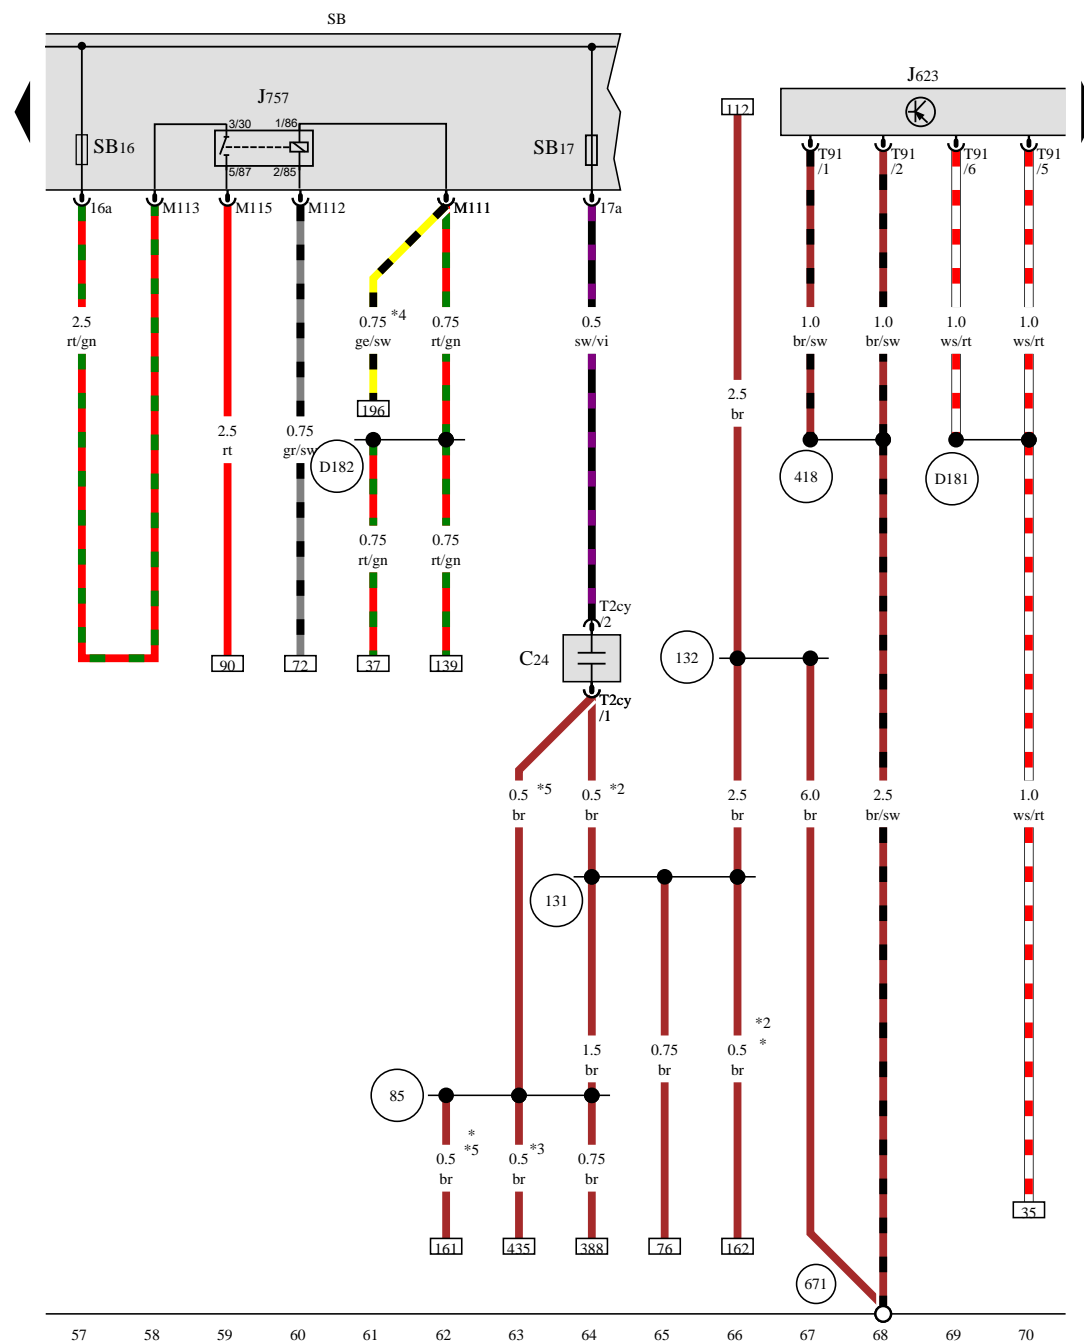 SB
J623
J757
3/30 1/86
SB16
SB17
5/87 2/85
112
16a
M113
M115
M112
M111
17a
T91
/1
T91
/2
T91
/6
T91
/5
2.5
rt/gn
0.75
ge/sw
*4
0.75
rt/gn
0.5
sw/vi
1.0
br/sw
1.0
br/sw
1.0
ws/rt
1.0
ws/rt
2.5
br
196
2.5
rt
0.75
gr/sw
D182
418
D181
0.75
rt/gn
0.75
rt/gn
T2cy
/2
90
72
37
139
C24
132
T2cy
/1
0.5
br
*5
0.5
br
*2
2.5
br
6.0
br
2.5
br/sw
1.0
ws/rt
131
*2
*
1.5
br
0.75
br
0.5
br
85
*
*5
0.5
br
*3
0.5
br
0.75
br
35
161
435
388
76
162
671
57 58 59 60 61 62 63 64 65 66 67 68 69 70